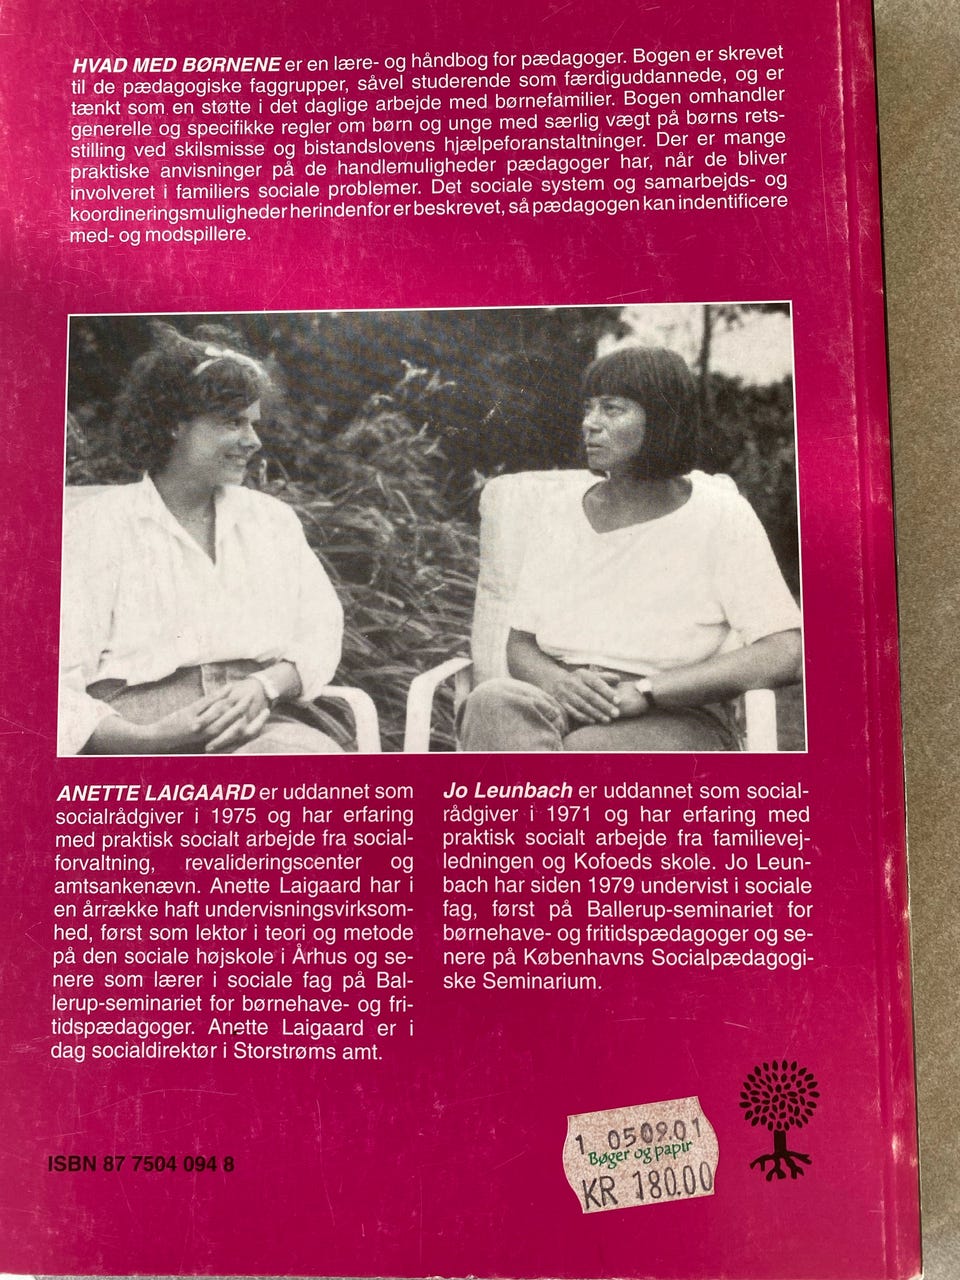 HVAD MED BØRNENE er en lære- og håndbog for pædagoger. Bogen er skrevet
til de pædagogiske faggrupper, såvel studerende som færdiguddannede, og er
tænkt som en støtte i det daglige arbejde med børnefamilier. Bogen omhandler
generelle og specifikke regler om børn og unge med særlig vægt på børns rets-
stilling ved skilsmisse og bistandslovens hjælpeforanstaltninger. Der er mange
praktiske anvisninger på de handlemuligheder pædagoger har, når de bliver
involveret i familiers sociale problemer. Det sociale system og samarbejds- og
koordineringsmuligheder herindenfor er beskrevet, så pædagogen kan indentificere
med- og modspillere.
ANETTE LAIGAARD er uddannet som
socialrådgiver i 1975 og har erfaring
med praktisk socialt arbejde fra social-
forvaltning, revalideringscenter og
amtsankenævn. Anette Laigaard har i
en årrække haft undervisningsvirksom-
hed, først som lektor i teori og metode
på den sociale højskole i Århus og se-
nere som lærer i sociale fag på Bal-
lerup-seminariet for børnehave- og fri-
tidspædagoger. Anette Laigaard er i
dag socialdirektør i Storstrøms amt.
Jo Leunbach er uddannet som social-
rådgiver i 1971 og har erfaring med
praktisk socialt arbejde fra familievej-
ledningen og Kofoeds skole. Jo Leun-
bach har siden 1979 undervist i sociale
fag, først på Ballerup-seminariet for
børnehave- og fritidspædagoger og se-
nere på Københavns Socialpædagogi-
ske Seminarium.
ISBN 87 7504 094 8
1 050901
Bøger og papir
KR 180.00